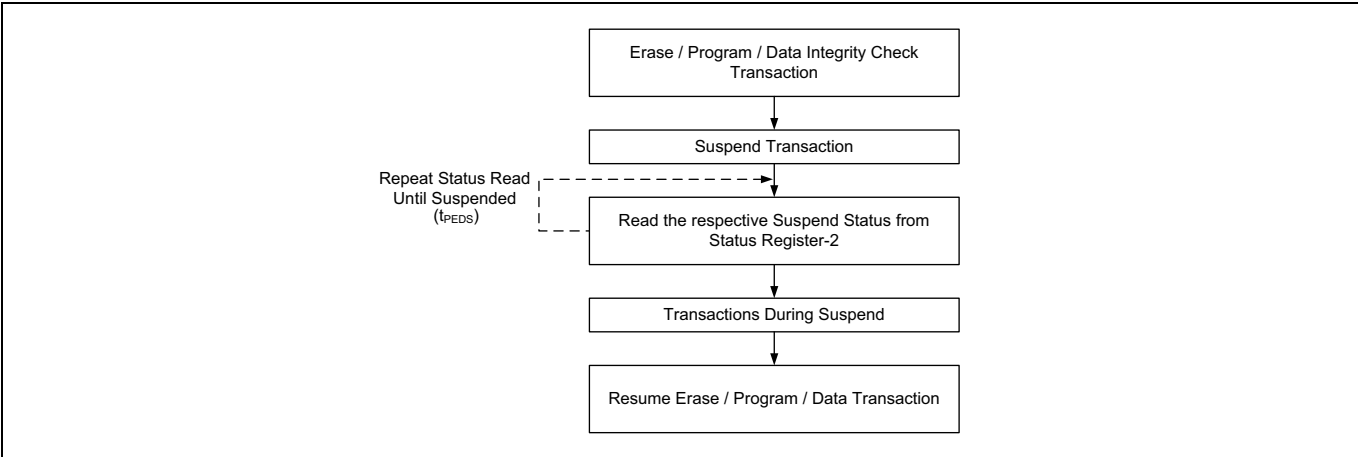 Erase / Program / Data Integrity Check
Transaction
Suspend Transaction
Repeat Status Read
Until Suspended
(tPEDS)
Read the respective Suspend Status from
Status Register-2
Transactions During Suspend
Resume Erase / Program / Data Transaction